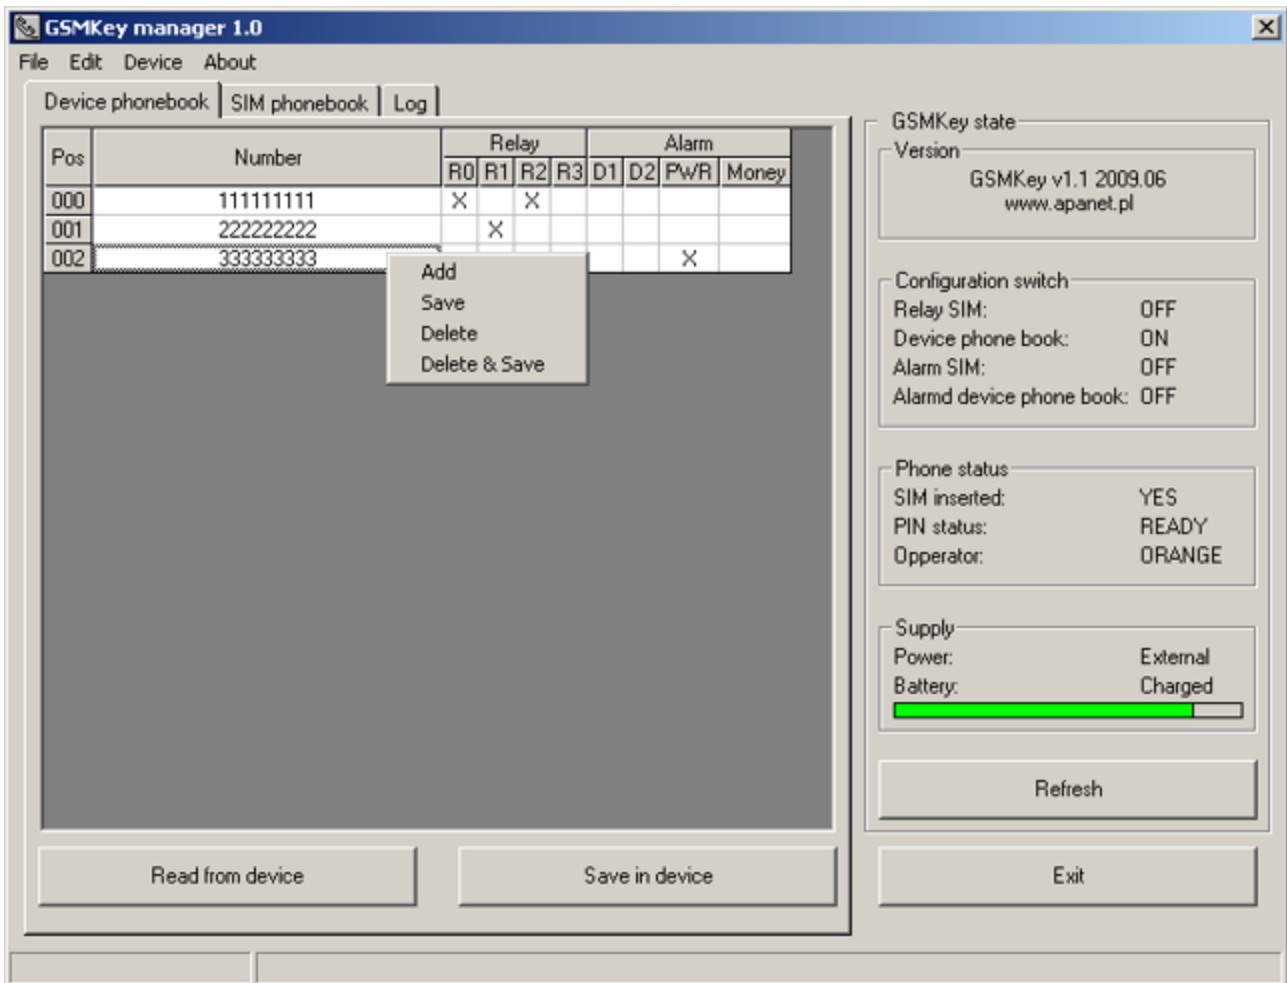 GSMKey manager 1.0
File Edit Device About
Device phonebook SIM phonebook Log
Pos Number Relay Alarm
R0 R1 R2 R3 D1 D2 PWR Money
000 111111111 X X
001 222222222 X
002 333333333 X
Add
Save
Delete
Delete & Save
Read from device Save in device
GSMKey state
Version
GSMKey v1.1 2009.06
www.apanet.pl
Configuration switch
Relay SIM: OFF
Device phone book: ON
Alarm SIM: OFF
Alarmd device phone book: OFF
Phone status
SIM inserted: YES
PIN status: READY
Opperator: ORANGE
Supply
Power: External
Battery: Charged
Refresh
Exit